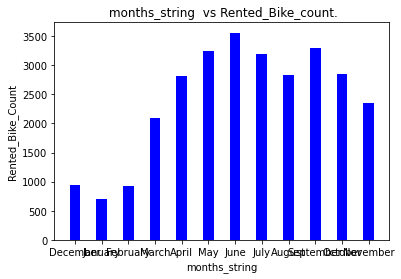 months_string vs Rented_Bike_count.
Rented_Bike_Count
3500
3000
2500
2000
1500
1000
500
0
December January February March April May June July August September October November
months_string